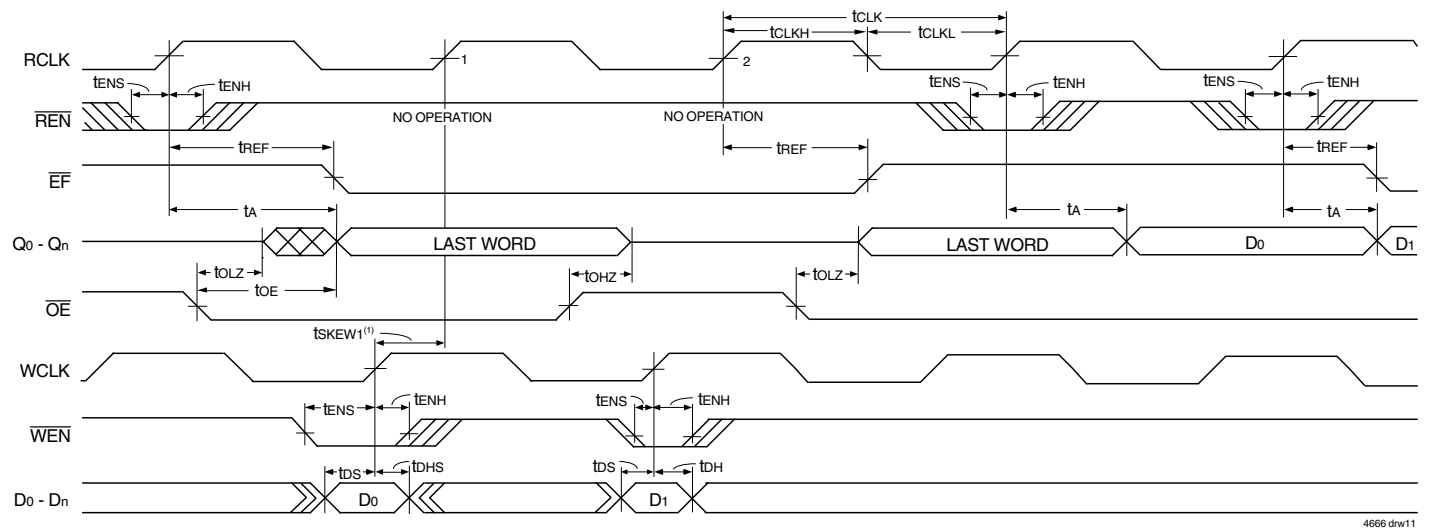 tCLK
tCLKH tCLKL
RCLK 1 2
tENS tENH tENS tENH tENS tENH
REN NO OPERATION NO OPERATION
tREF tREF tREF
EF
tA tA tA
Q0 - Qn LAST WORD LAST WORD D0 D1
tOLZ tOHZ tOLZ
tOE
OE
tSKEW1(1)
WCLK
tENS tENH tENS tENH
WEN
tDS tDHS tDS tDH
D0 - Dn D0 D1
4666 drw11